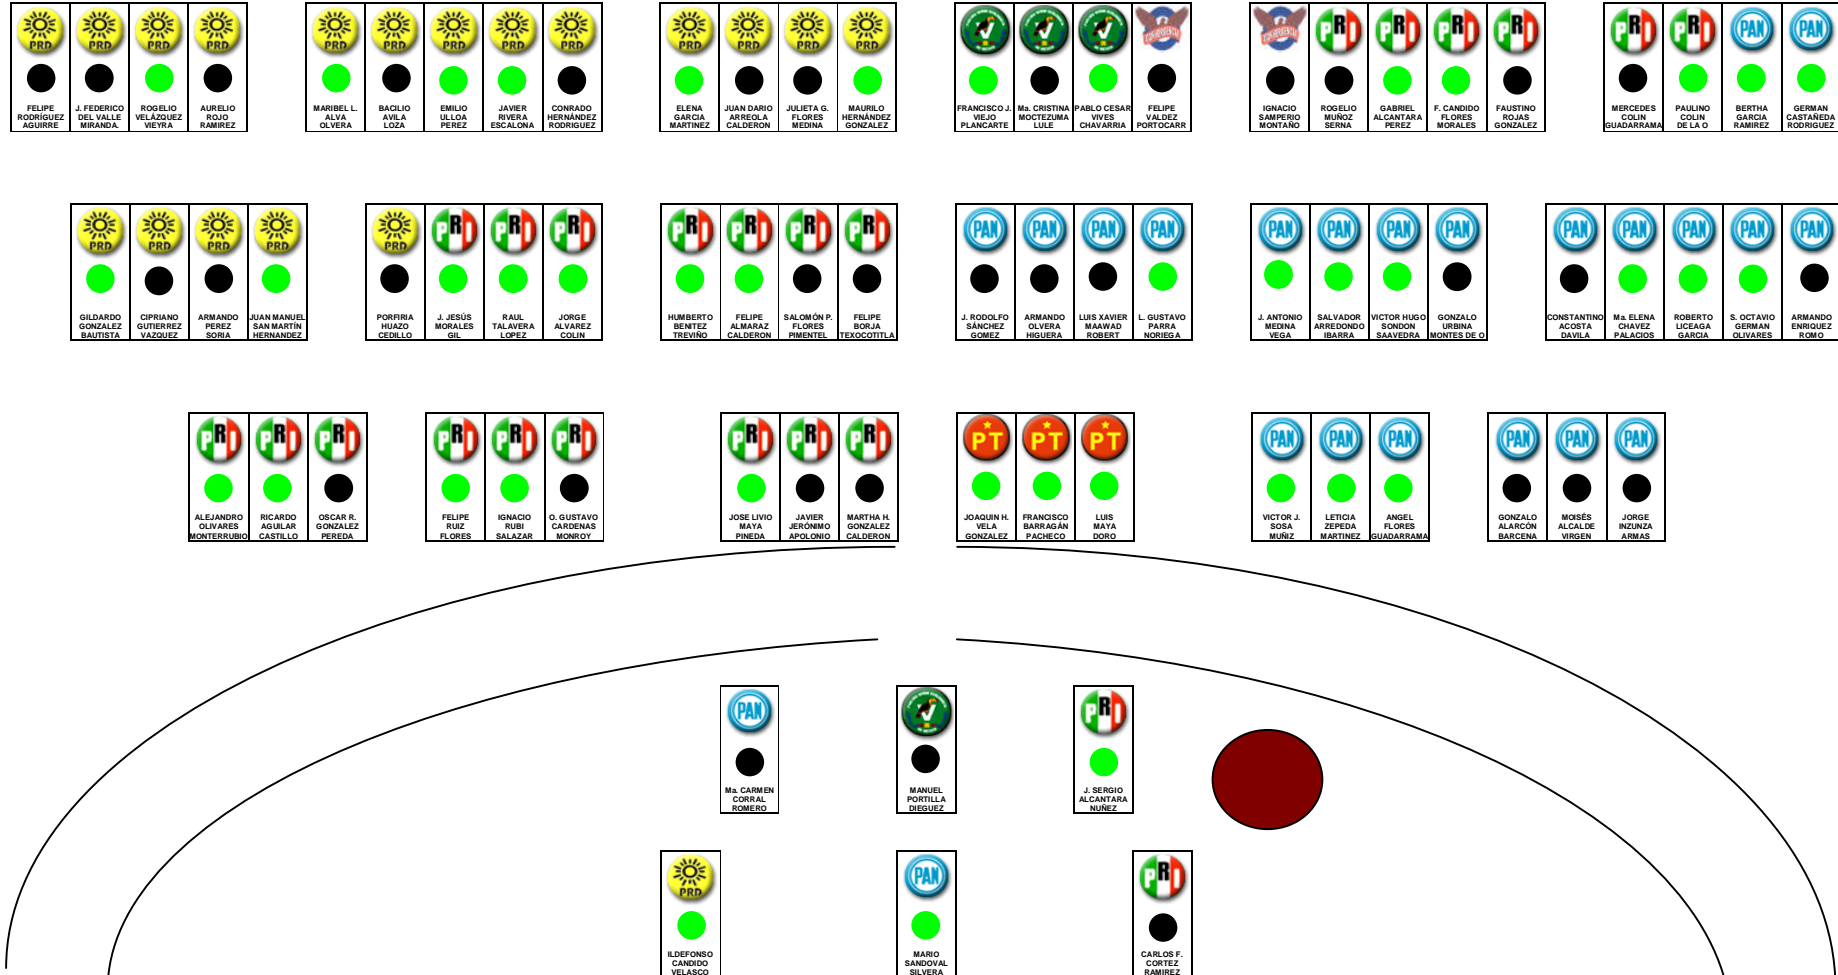 PRD PRD PRD PRD
FELIPE RODRÍGUEZ AGUIRRE
J. FEDERICO DEL VALLE MIRANDA.
ROGELIO VELÁZQUEZ VIEYRA
AURELIO ROJO RAMIREZ
PRD PRD PRD PRD PRD
MARIBEL L. ALVA OLVERA
BACILIO AVILA LOZA
EMILIO ULLOA PEREZ
JAVIER RIVERA ESCALONA
CONRADO HERNÁNDEZ RODRIGUEZ
PRD PRD PRD PRD
ELENA GARCIA MARTINEZ
JUAN DARIO ARREOLA CALDERON
JULIETA G. FLORES MEDINA
MAURILO HERNÁNDEZ GONZALEZ
FRANCISCO J. VIEJO PLANCARTE
Ma. CRISTINA MOCTEZUMA LULE
PABLO CESAR VIVES CHAVARRIA
FELIPE VALDEZ PORTOCARR
PRI PRI PRI PRI
IGNACIO SAMPERIO MONTAÑO
ROGELIO MUÑOZ SERNA
GABRIEL ALCANTARA PEREZ
F. CANDIDO FLORES MORALES
FAUSTINO ROJAS GONZALEZ
PRI PRI PAN PAN
MERCEDES COLIN GUADARRAMA
PAULINO COLIN DE LA O
BERTHA GARCIA RAMIREZ
GERMAN CASTAÑEDA RODRIGUEZ
PRD PRD PRD PRD
GILDARDO GONZALEZ BAUTISTA
CIPRIANO GUTIERREZ VAZQUEZ
ARMANDO PEREZ SORIA
JUAN MANUEL SAN MARTÍN HERNANDEZ
PRD PRI PRI PRI
PORFIRIA HUAZO CEDILLO
J. JESÚS MORALES GIL
RAUL TALAVERA LOPEZ
JORGE ALVAREZ COLIN
PRI PRI PRI PRI
HUMBERTO BENITEZ TREVIÑO
FELIPE ALMARAZ CALDERON
SALOMÓN P. FLORES PIMENTEL
FELIPE BORJA TEXOCOTITLA
PAN PAN PAN PAN
J. RODOLFO SÁNCHEZ GOMEZ
ARMANDO OLVERA HIGUERA
LUIS XAVIER MAAWAD ROBERT
L. GUSTAVO PARRA NORIEGA
PAN PAN PAN PAN
J. ANTONIO MEDINA VEGA
SALVADOR ARREDONDO IBARRA
VICTOR HUGO SONDON SAAVEDRA
GONZALO URBINA MONTES DE O
PAN PAN PAN PAN PAN
CONSTANTINO ACOSTA DAVILA
Ma. ELENA CHAVEZ PALACIOS
ROBERTO LICEAGA GARCIA
S. OCTAVIO GERMAN OLIVARES
ARMANDO ENRIQUEZ ROMO
PRI PRI PRI
ALEJANDRO OLIVARES MONTERRUBIO
RICARDO AGUILAR CASTILLO
OSCAR R. GONZALEZ PEREDA
PRI PRI PRI
FELIPE RUIZ FLORES
IGNACIO RUBI SALAZAR
O. GUSTAVO CARDENAS MONROY
PRI PRI PRI
JOSE LIVIO MAYA PINEDA
JAVIER JERÓNIMO APOLONIO
MARTHA H. GONZALEZ CALDERON
PT PT PT
JOAQUIN H. VELA GONZALEZ
FRANCISCO BARRAGÁN PACHECO
LUIS MAYA DORO
PAN PAN PAN
VICTOR J. SOSA MUÑIZ
LETICIA ZEPEDA MARTINEZ
ANGEL FLORES GUADARRAMA
PAN PAN PAN
GONZALO ALARCÓN BARCENA
MOISÉS ALCALDE VIRGEN
JORGE INZUNZA ARMAS
PAN
Ma. CARMEN CORRAL ROMERO
MANUEL PORTILLA DIEGUEZ
PRI
J. SERGIO ALCANTARA NUÑEZ
PRD
ILDEFONSO CANDIDO VELASCO
PAN
MARIO SANDOVAL SILVERA
PRI
CARLOS F. CORTEZ RAMIREZ